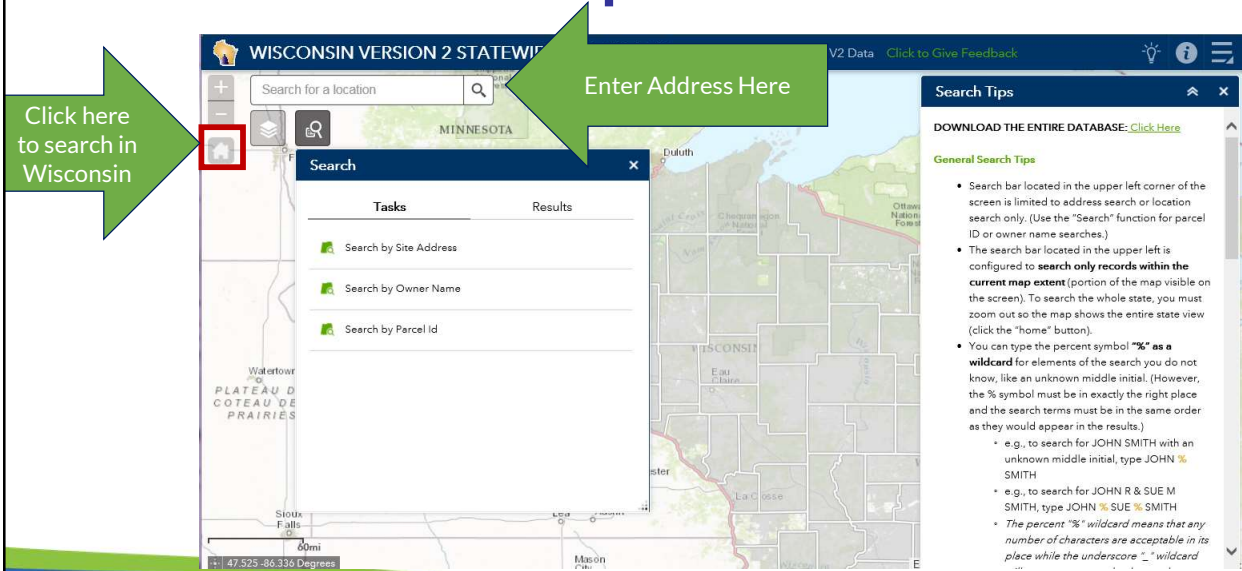 WISCONSIN VERSION 2
V2 Data Click to Give Feedback
Click here
to search in
Wisconsin
Search for a location
Enter Address Here
MINNESOTA
Duluth
Search
Tasks
Results
Search by Site Address
Search by Owner Name
Search by Parcel Id
Eau
Claire
PLATEAU D
COTEAU DE
PRAIRIES
Sioux
Falls
60mi
47.525 -86.336 Degrees
Mason
City
Search Tips
DOWNLOAD THE ENTIRE DATABASE: Click Here
General Search Tips
• Search bar located in the upper left corner of the
screen is limited to address search or location
search only. (Use the "Search" function for parcel
ID or owner name searches.)
• The search bar located in the upper left is
configured to search only records within the
current map extent (portion of the map visible on
the screen). To search the whole state, you must
zoom out so the map shows the entire state view
(click the "home" button).
• You can type the percent symbol "%" as a
wildcard for elements of the search you do not
know, like an unknown middle initial. (However,
the % symbol must be in exactly the right place
and the search terms must be in the same order
as they would appear in the results.)
◦ e.g., to search for JOHN SMITH with an
unknown middle initial, type JOHN %
SMITH
◦ e.g., to search for JOHN R & SUE M
SMITH, type JOHN % SUE % SMITH
◦ The percent "%" wildcard means that any
number of characters are acceptable in its
place while the underscore "_" wildcard